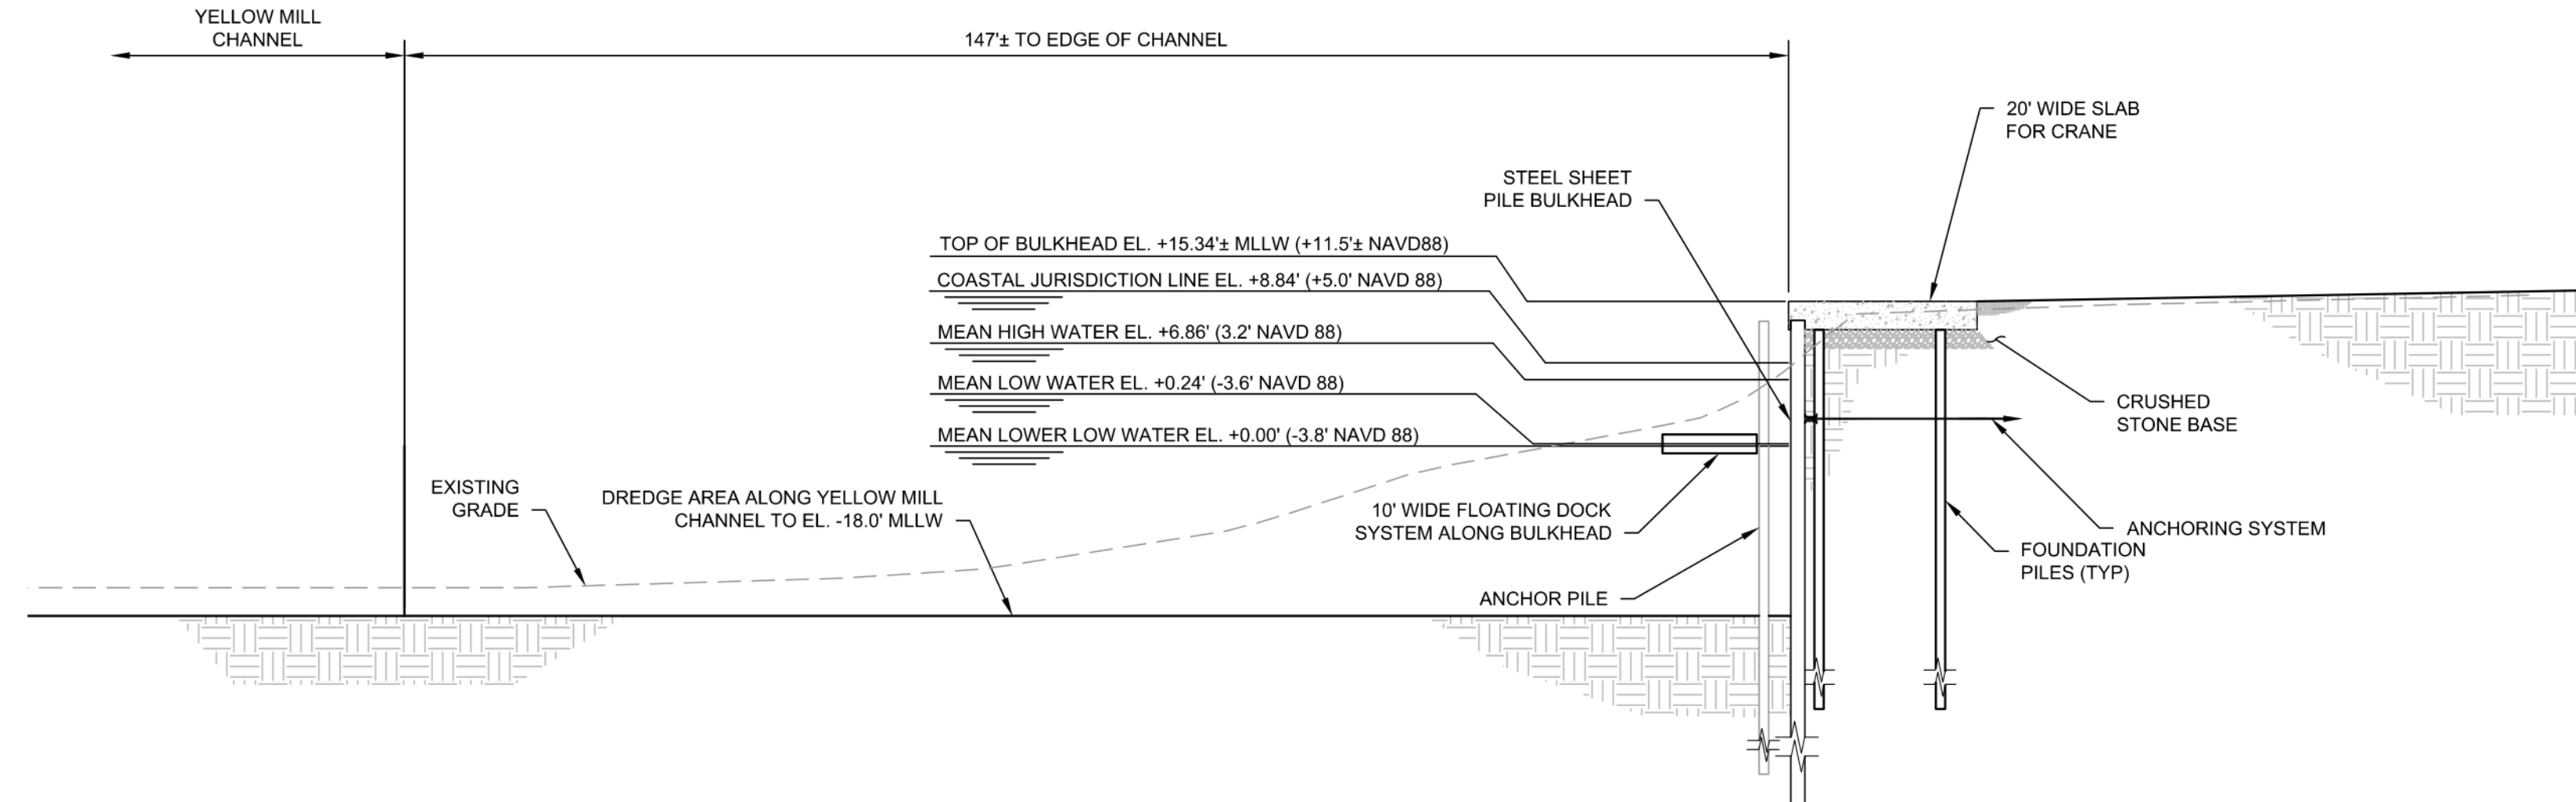 YELLOW MILL
CHANNEL
147'± TO EDGE OF CHANNEL
20' WIDE SLAB
FOR CRANE
STEEL SHEET
PILE BULKHEAD
TOP OF BULKHEAD EL. +15.34'± MLLW (+11.5'± NAVD88)
COASTAL JURISDICTION LINE EL. +8.84' (+5.0' NAVD 88)
MEAN HIGH WATER EL. +6.86' (3.2' NAVD 88)
MEAN LOW WATER EL. +0.24' (-3.6' NAVD 88)
MEAN LOWER LOW WATER EL. +0.00' (-3.8' NAVD 88)
CRUSHED
STONE BASE
EXISTING
GRADE
DREDGE AREA ALONG YELLOW MILL
CHANNEL TO EL. -18.0' MLLW
10' WIDE FLOATING DOCK
SYSTEM ALONG BULKHEAD
ANCHORING SYSTEM
FOUNDATION
PILES (TYP)
ANCHOR PILE